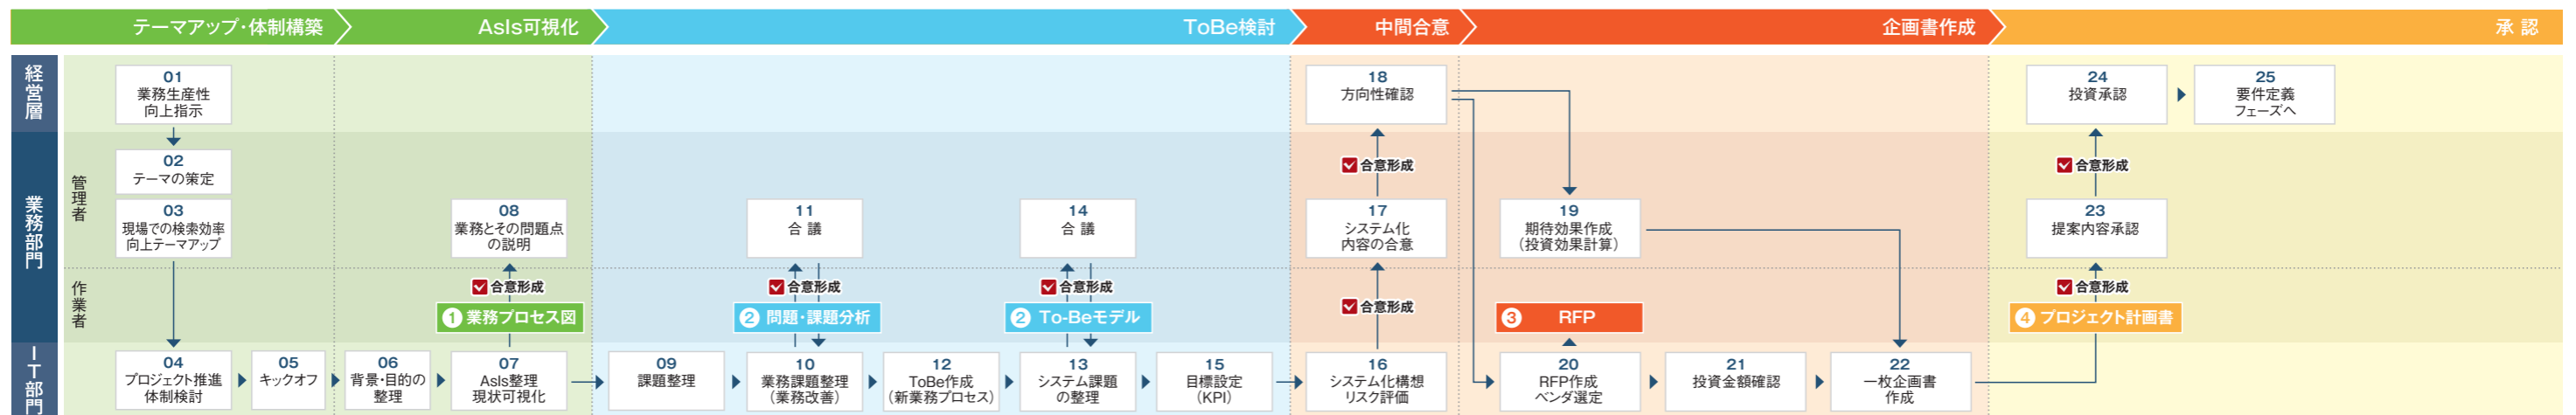 テーマアップ・体制構築
AsIs可視化
ToBe検討
中間合意
企画書作成
承 認
経営層
業務部門
管理者
作業者
IT部門
01
業務生産性
向上指示
02
テーマの策定
03
現場での検索効率
向上テーマアップ
04
プロジェクト推進
体制検討
05
キックオフ
06
背景・目的の
整理
07
AsIs整理
現状可視化
1 業務プロセス図
合意形成
08
業務とその問題点
の説明
09
課題整理
10
業務課題整理
(業務改善)
2 問題・課題分析
合意形成
11
合 議
12
ToBe作成
(新業務プロセス)
13
システム課題
の整理
2 To-Beモデル
合意形成
14
合 議
15
目標設定
(KPI)
16
システム化構想
リスク評価
合意形成
17
システム化
内容の合意
合意形成
18
方向性確認
19
期待効果作成
(投資効果計算)
3 RFP
20
RFP作成
ベンダ選定
21
投資金額確認
22
一枚企画書
作成
4 プロジェクト計画書
合意形成
23
提案内容承認
合意形成
24
投資承認
25
要件定義
フェーズへ